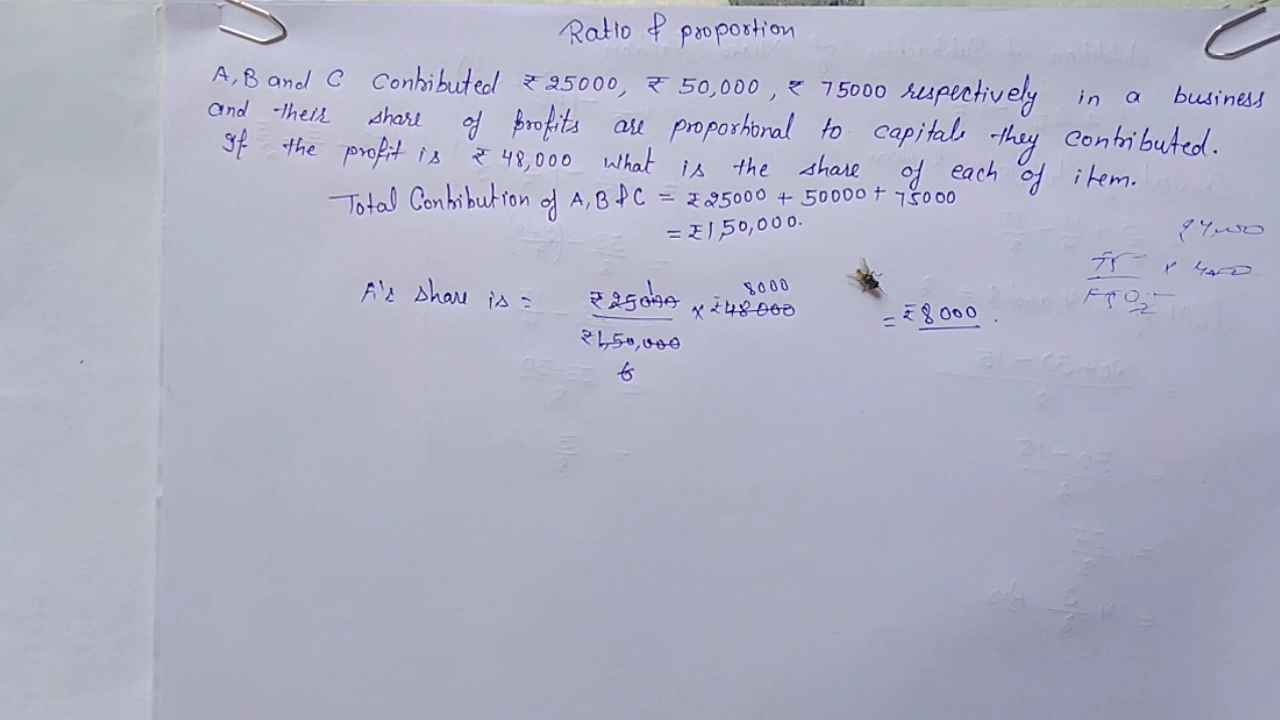 Ratio & proportion
A, B and C contributed ₹25000, ₹ 50,000, ₹ 75000 respectively in a business
and their share of profits are proportional to capitals they contributed.
If the profit is ₹ 48,000 what is the share of each of item.
Total Contribution of A, B & C = ₹25000 + 50000 + 75000
= ₹1,50,000.
A's share is = ₹25000 1 × ₹48000 8000 = ₹8000.
₹1,50,000
6